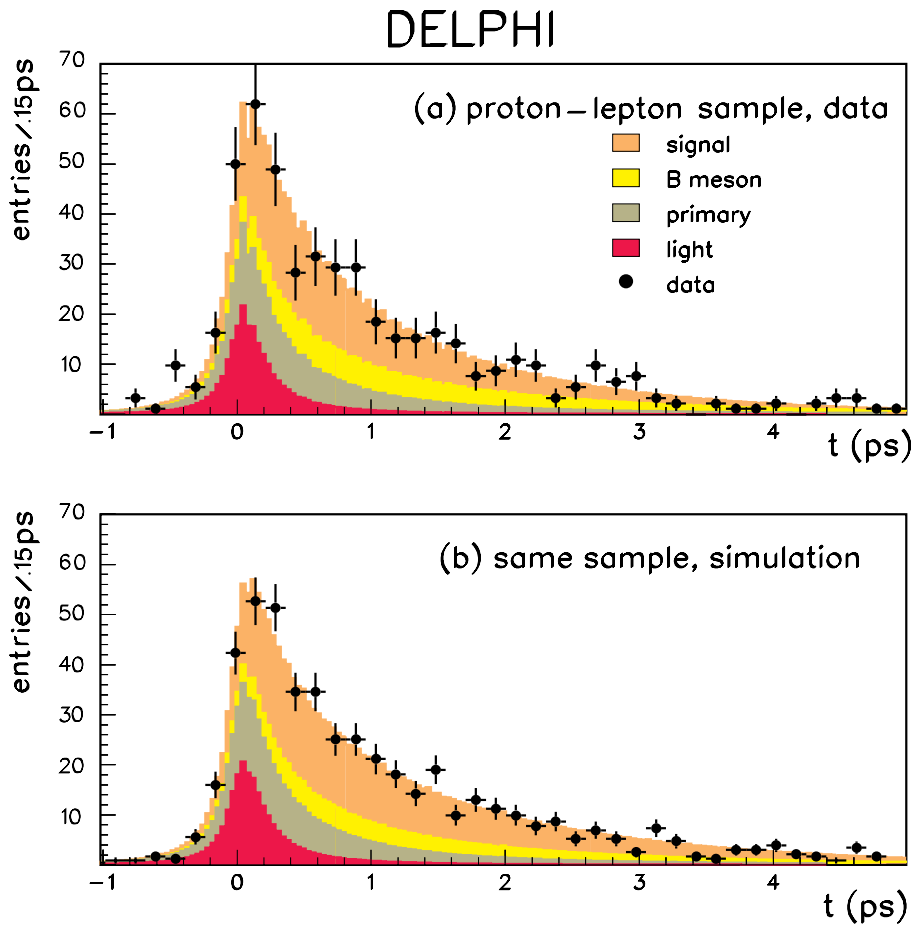 DELPHI
entries/.15ps
70
60
50
40
30
20
10
(a) proton–lepton sample, data
signal
B meson
primary
light
data
−1 0 1 2 3 4
t (ps)
entries/.15ps
70
60
50
40
30
20
10
(b) same sample, simulation
−1 0 1 2 3 4
t (ps)